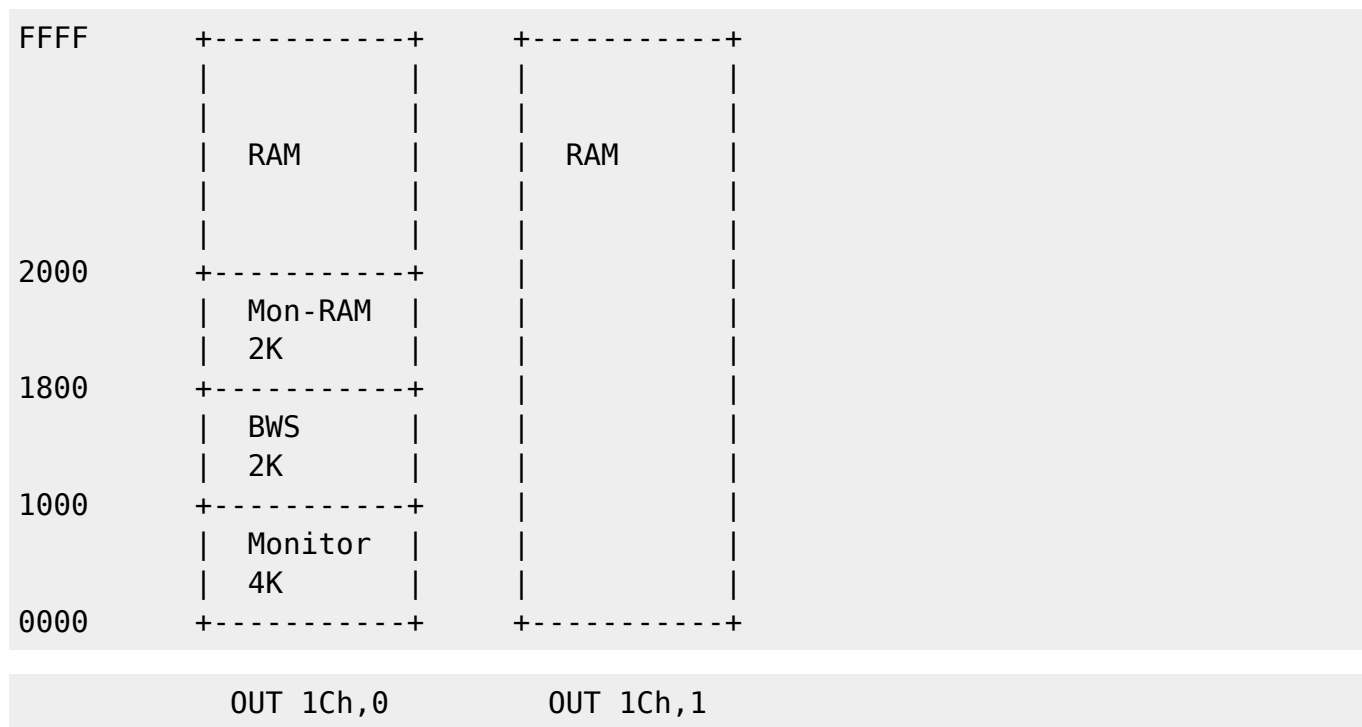 FFFF       +-----------+     +-----------+
           |           |     |           |
           |           |     |           |
           |  RAM      |     |  RAM      |
           |           |     |           |
           |           |     |           |
2000       +-----------+     |           |
           |  Mon-RAM  |     |           |
           |  2K       |     |           |
1800       +-----------+     |           |
           |  BWS      |     |           |
           |  2K       |     |           |
1000       +-----------+     |           |
           |  Monitor  |     |           |
           |  4K       |     |           |
0000       +-----------+     +-----------+
            OUT 1Ch,0         OUT 1Ch,1